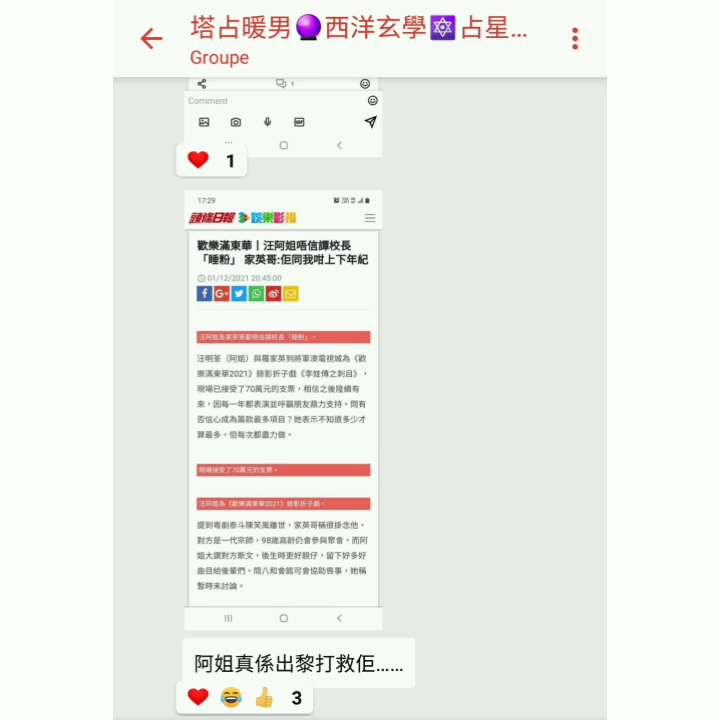 塔占暖男🔮西洋玄學🔯占星...
Groupe
1
Comment
GIF
1
17:29
頭條日報 娛樂影視
歡樂滿東華丨汪阿姐唔信譚校長
「睡粉」 家英哥:佢同我咁上下年紀
01/12/2021 20:45:00
汪阿姐及家英哥都唔信譚校長「睡粉」。
汪明荃（阿姐）與羅家英到將軍澳電視城為《歡
樂滿東華2021》錄影折子戲《李娃傳之刺目》，
現場已接受了70萬元的支票，相信之後陸續有
來，因每一年都表演並呼籲朋友鼎力支持。問有
否信心成為籌款最多項目？她表示不知道多少才
算最多，但每次都盡力做。
現場接受了70萬元的支票。
汪阿姐為《歡樂滿東華2021》錄影折子戲。
提到粵劇泰斗陳笑風離世，家英哥稱很掛念他，
對方是一代宗師，98歲高齡仍會參與聚會，而阿
姐大讚對方斯文，後生時更好靚仔，留下好多好
曲目給後輩們。問八和會館可會協助喪事，她稱
暫時未討論。
阿姐真係出黎打救佢......
3